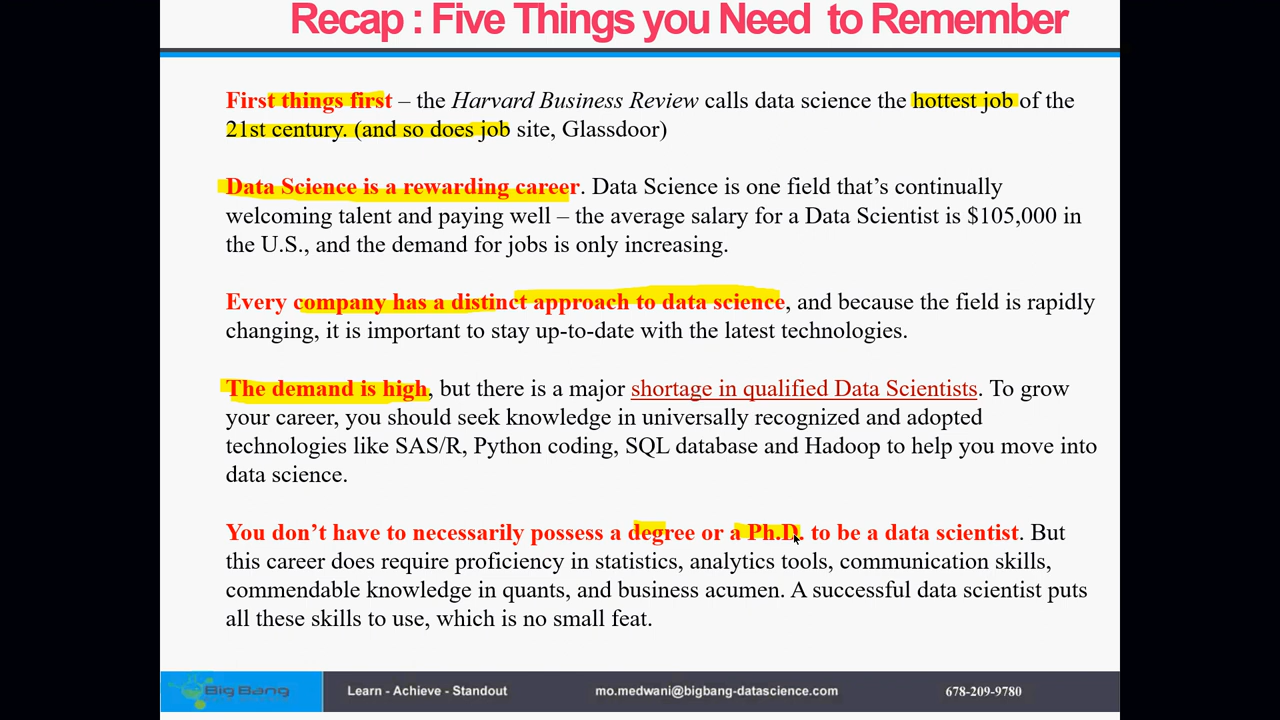 Recap : Five Things you Need to Remember
First things first – the Harvard Business Review calls data science the hottest job of the
21st century. (and so does job site, Glassdoor)
Data Science is a rewarding career. Data Science is one field that’s continually
welcoming talent and paying well – the average salary for a Data Scientist is $105,000 in
the U.S., and the demand for jobs is only increasing.
Every company has a distinct approach to data science, and because the field is rapidly
changing, it is important to stay up-to-date with the latest technologies.
The demand is high, but there is a major shortage in qualified Data Scientists. To grow
your career, you should seek knowledge in universally recognized and adopted
technologies like SAS/R, Python coding, SQL database and Hadoop to help you move into
data science.
You don’t have to necessarily possess a degree or a Ph.D. to be a data scientist. But
this career does require proficiency in statistics, analytics tools, communication skills,
commendable knowledge in quants, and business acumen. A successful data scientist puts
all these skills to use, which is no small feat.
Big Bang Learn - Achieve - Standout mo.medwani@bigbang-datascience.com 678-209-9780